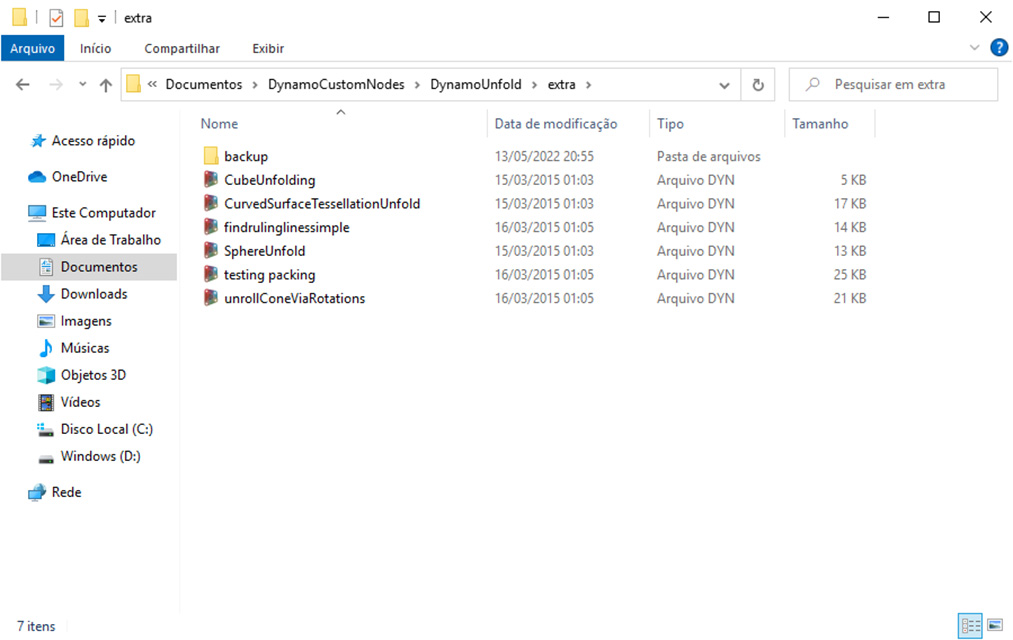 extra
Arquivo Início Compartilhar Exibir
« Documentos › DynamoCustomNodes › DynamoUnfold › extra ›
Pesquisar em extra
Acesso rápido
OneDrive
Este Computador
Área de Trabalho
Documentos
Downloads
Imagens
Músicas
Objetos 3D
Vídeos
Disco Local (C:)
Windows (D:)
Rede
Nome Data de modificação Tipo Tamanho
backup 13/05/2022 20:55 Pasta de arquivos
CubeUnfolding 15/03/2015 01:03 Arquivo DYN 5 KB
CurvedSurfaceTessellationUnfold 15/03/2015 01:03 Arquivo DYN 17 KB
findrulinglinessimple 16/03/2015 01:05 Arquivo DYN 14 KB
SphereUnfold 15/03/2015 01:03 Arquivo DYN 13 KB
testing packing 16/03/2015 01:05 Arquivo DYN 25 KB
unrollConeViaRotations 16/03/2015 01:05 Arquivo DYN 21 KB
7 itens